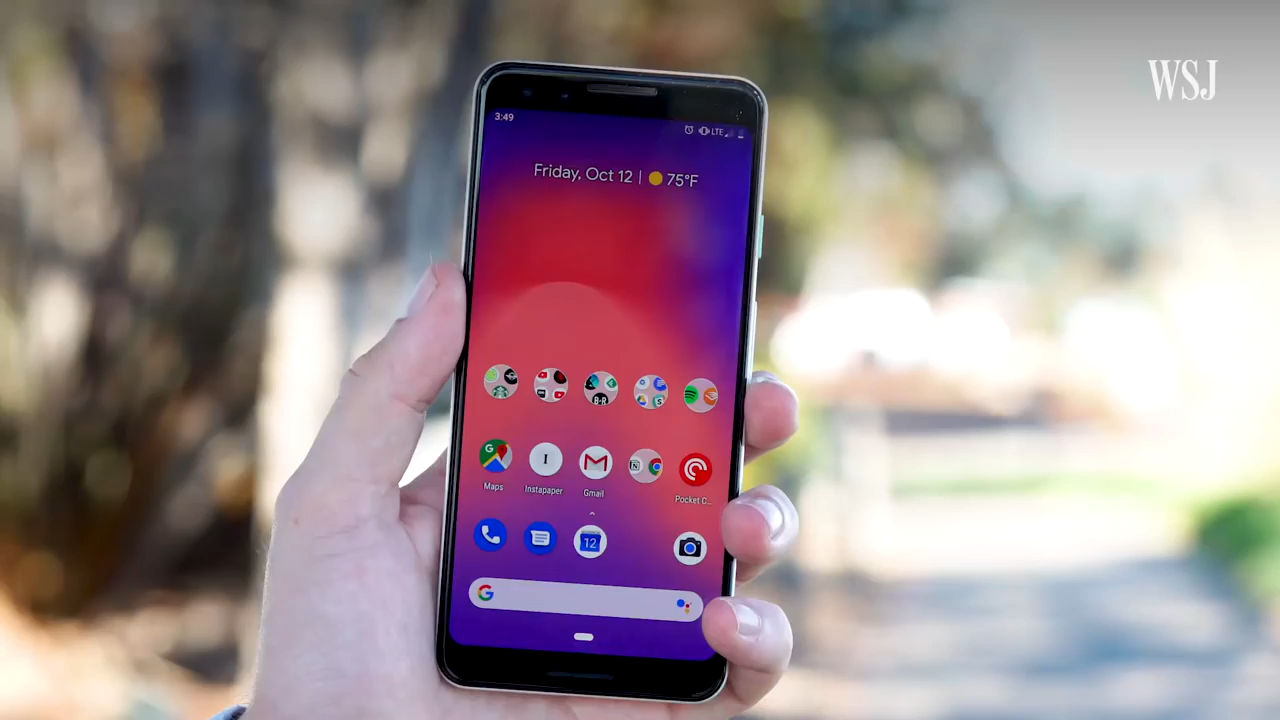 WSJ
3:49
LTE
Friday, Oct 12 | 75°F
B·R
Maps
Instapaper
I
Gmail
Pocket C...
12
G